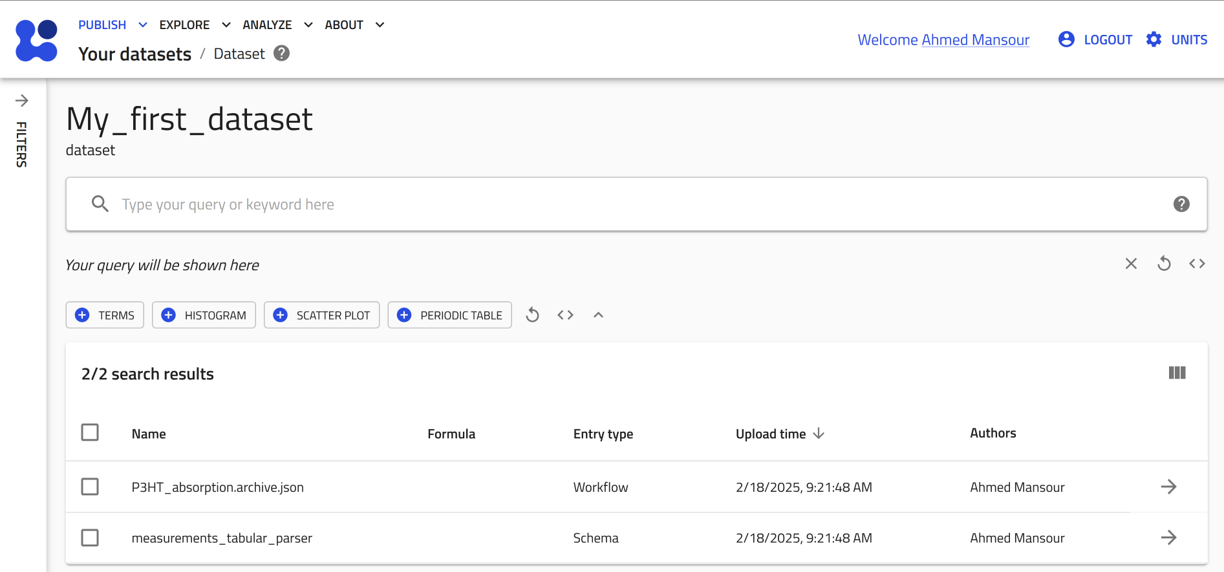 PUBLISH EXPLORE ANALYZE ABOUT
Your datasets / Dataset ?
Welcome Ahmed Mansour LOGOUT UNITS
FILTERS
My_first_dataset
dataset
Type your query or keyword here ?
Your query will be shown here
TERMS HISTOGRAM SCATTER PLOT PERIODIC TABLE
2/2 search results
Name Formula Entry type Upload time Authors
P3HT_absorption.archive.json Workflow 2/18/2025, 9:21:48 AM Ahmed Mansour
measurements_tabular_parser Schema 2/18/2025, 9:21:48 AM Ahmed Mansour